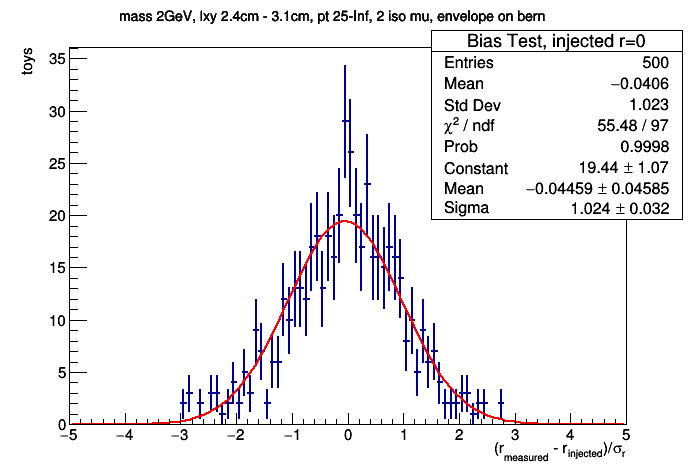 mass 2GeV, lxy 2.4cm - 3.1cm, pt 25-Inf, 2 iso mu, envelope on bern
Bias Test, injected r=0
Entries 500
Mean −0.0406
Std Dev 1.023
χ² / ndf 55.48 / 97
Prob 0.9998
Constant 19.44 ± 1.07
Mean −0.04459 ± 0.04585
Sigma 1.024 ± 0.032
toys
35
30
25
20
15
10
5
0
−5 −4 −3 −2 −1 0 1 2 3 4 5
(r_measured - r_injected)/σ_r